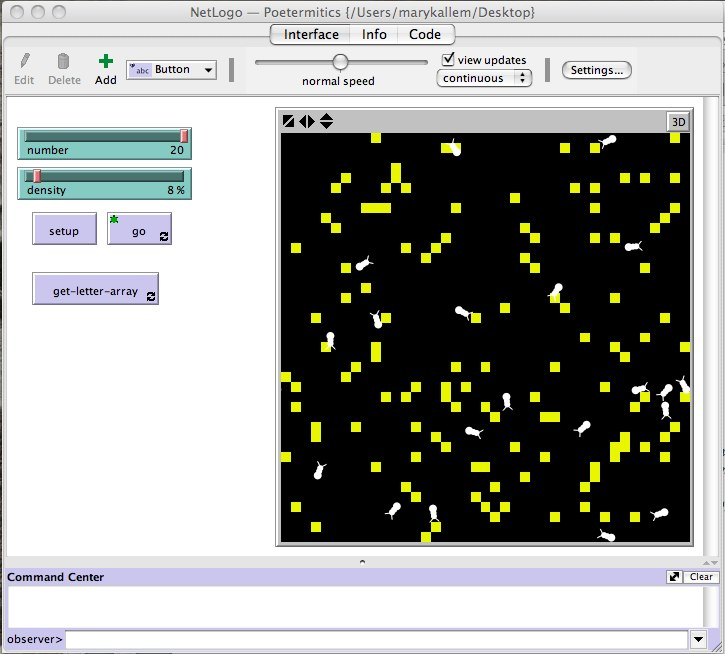 NetLogo — Poetermitics {/Users/marykallem/Desktop}
Interface Info Code
Edit Delete Add abc Button normal speed view updates continuous Settings...
3D
number 20
density 8 %
setup go
get-letter-array
Command Center Clear
observer>